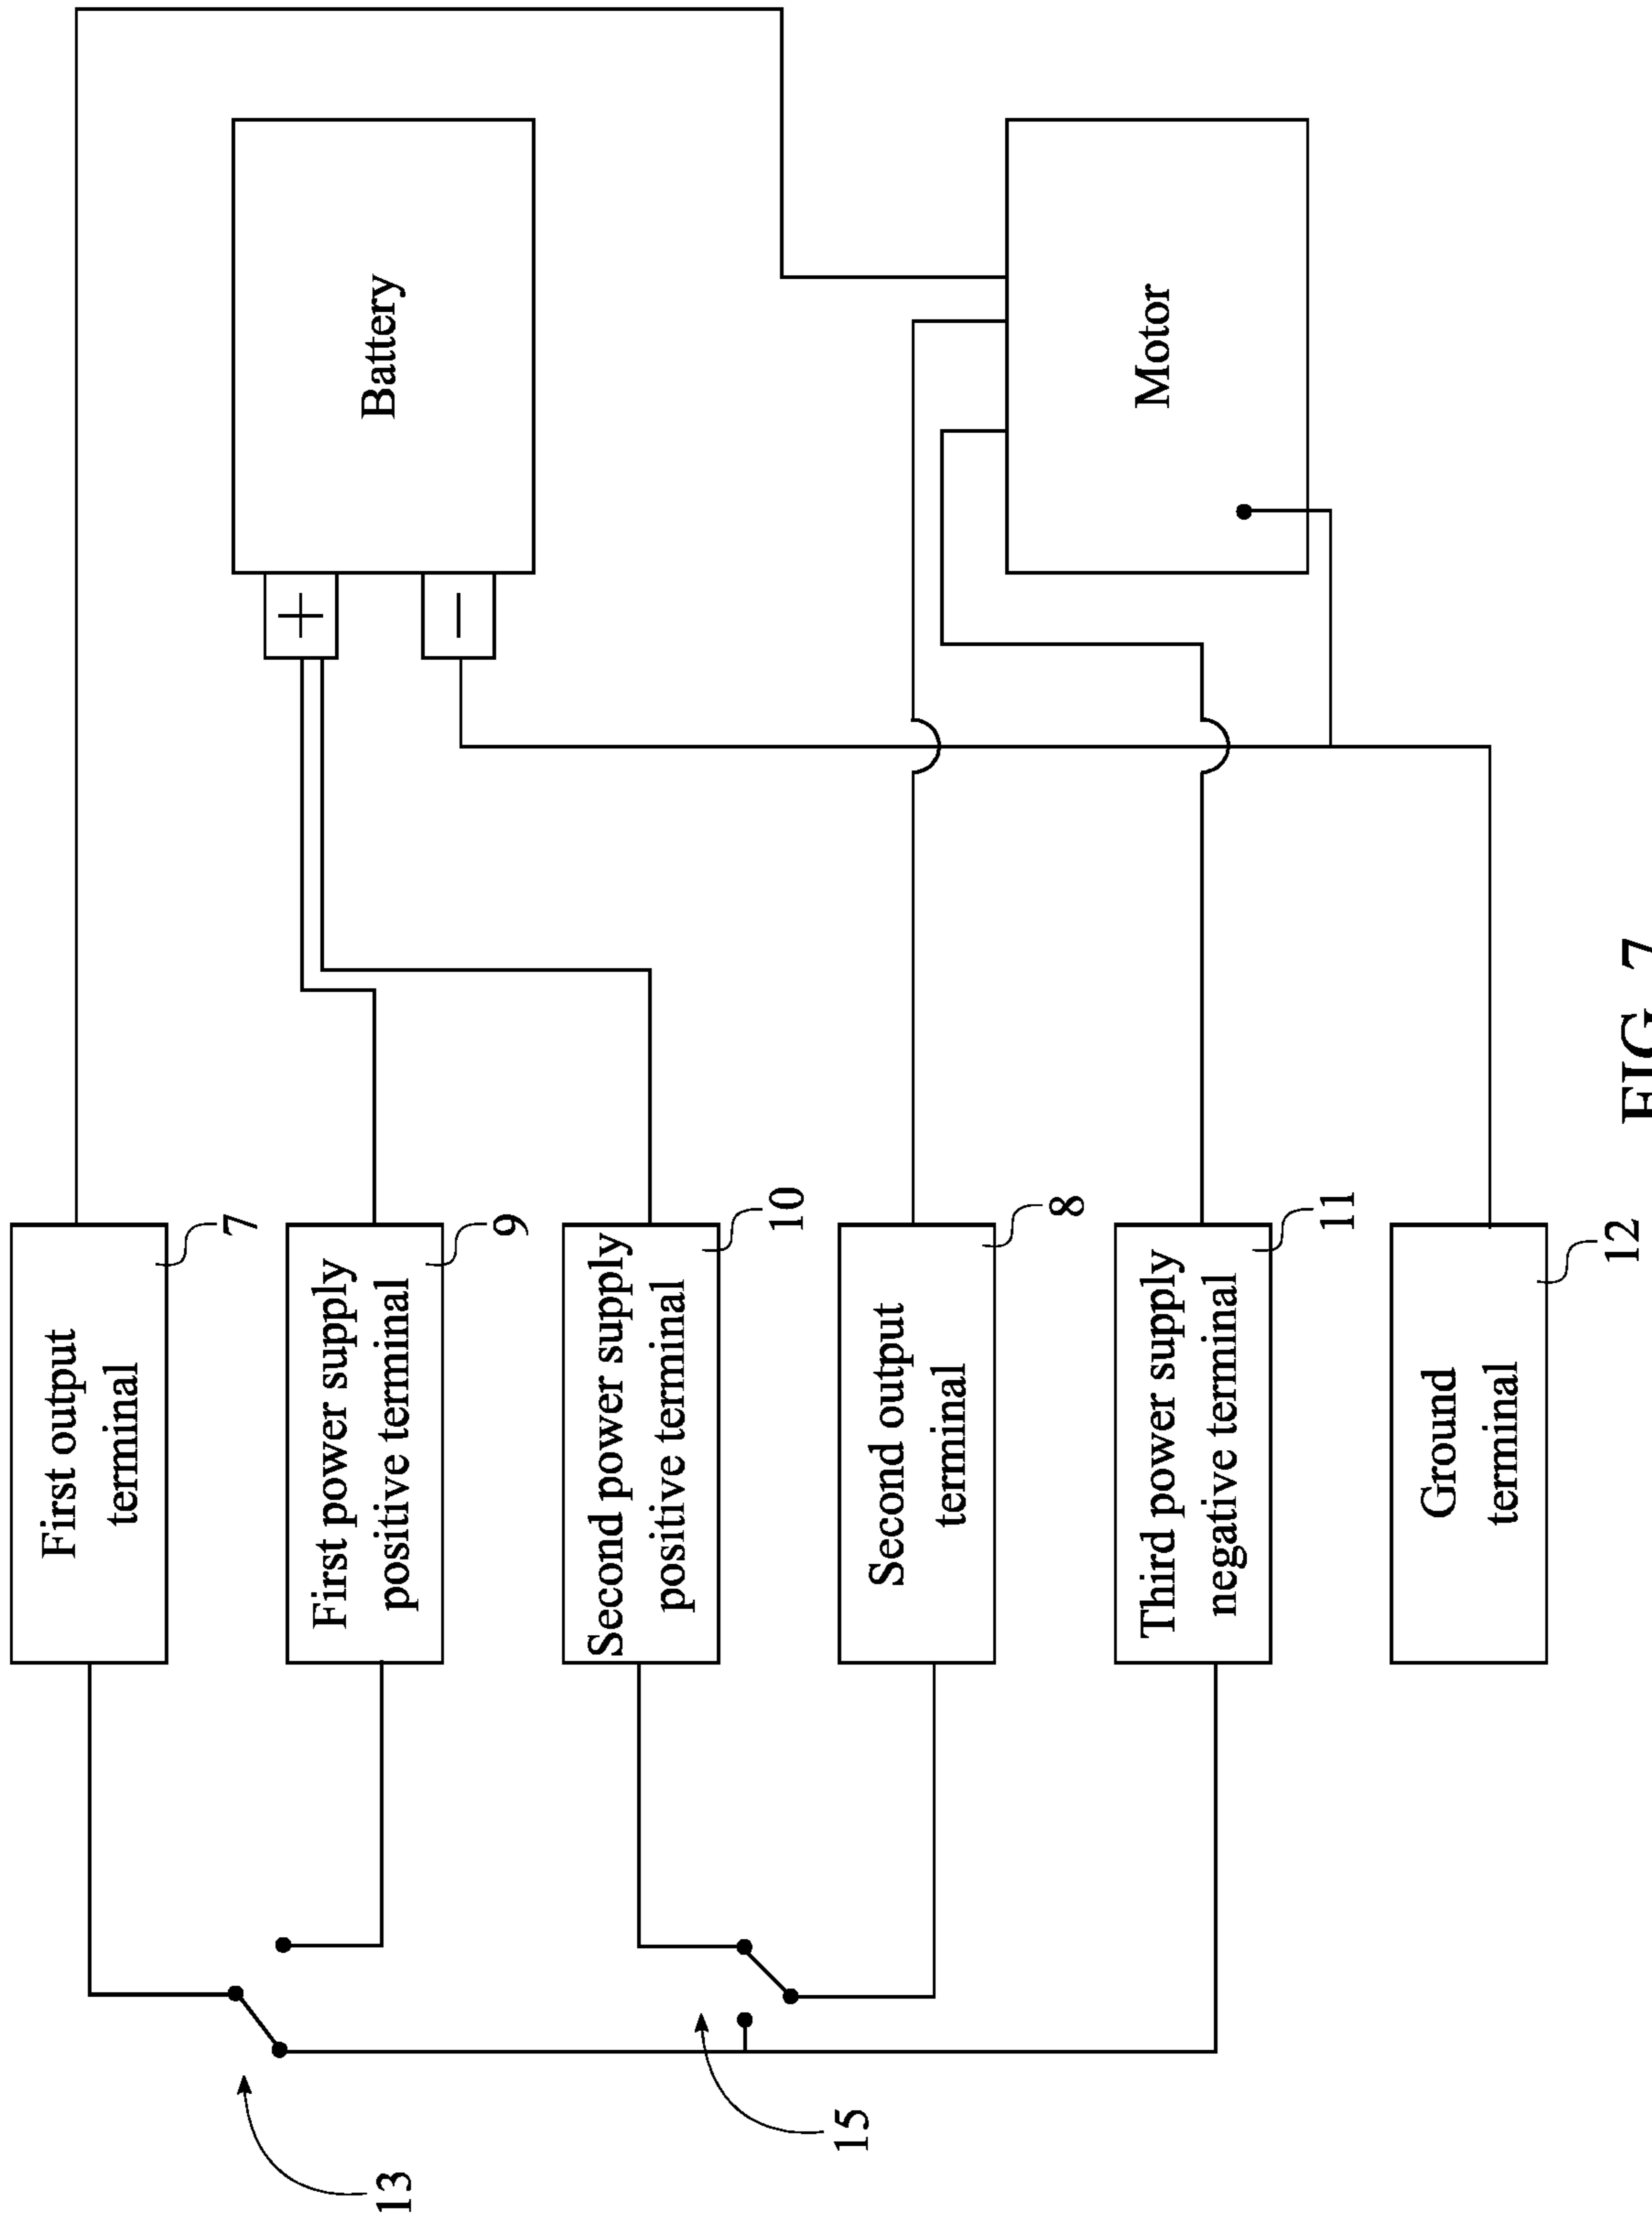 First output
terminal
7
First power supply
positive terminal
9
Second power supply
positive terminal
10
Second output
terminal
8
Third power supply
negative terminal
11
Ground
terminal
12
13
15
Battery
+
−
Motor
FIG. 7